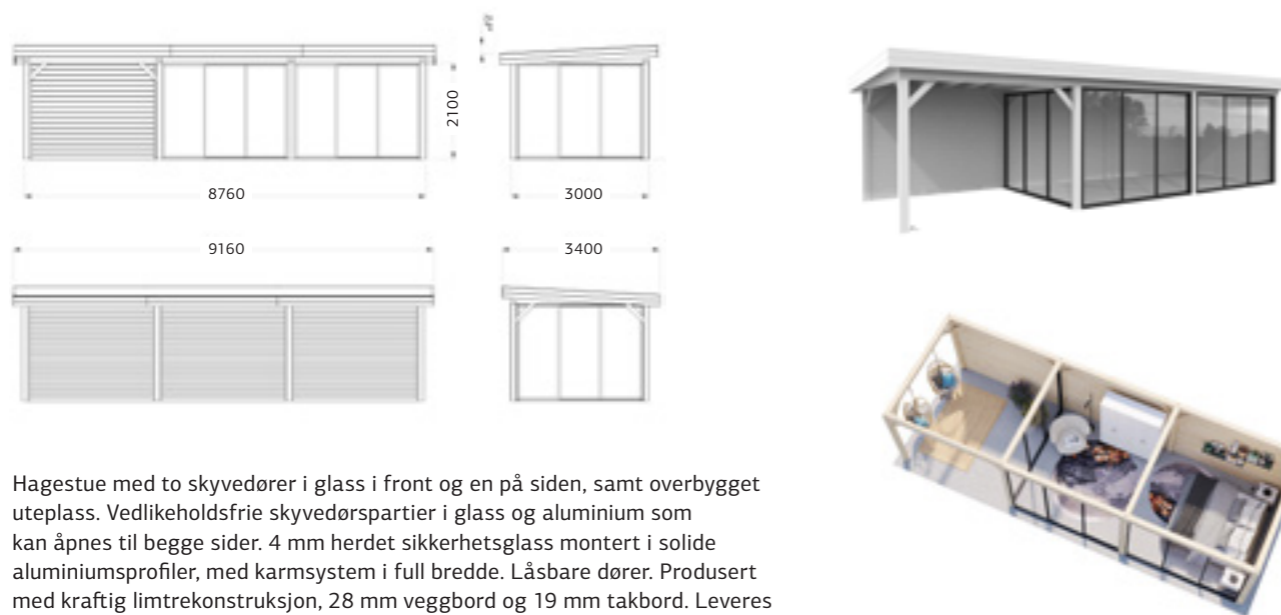 2100
8760
3000
9160
3400
Hagestue med to skyvedører i glass i front og en på siden, samt overbygget
uteplass. Vedlikeholdsfrie skyvedørspartier i glass og aluminium som
kan åpnes til begge sider. 4 mm herdet sikkerhetsglass montert i solide
aluminiumsprofiler, med karmsystem i full bredde. Låsbare dører. Produsert
med kraftig limtrekonstruksjon, 28 mm veggbord og 19 mm takbord. Leveres